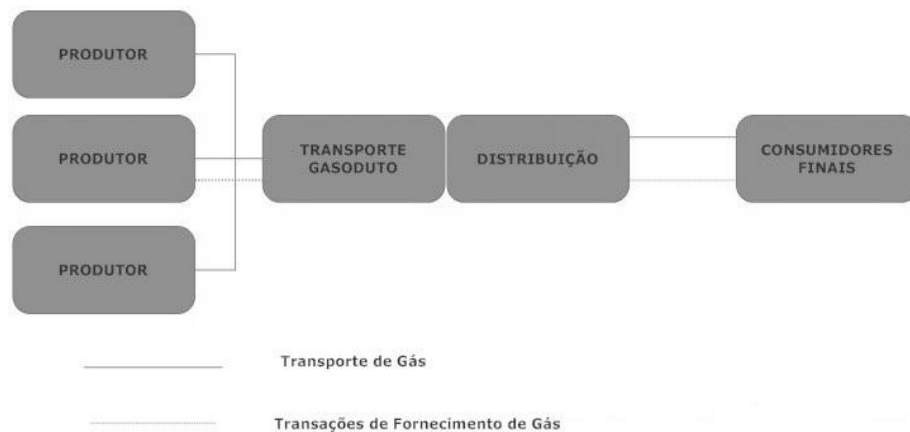 PRODUTOR
PRODUTOR
TRANSPORTE
GASODUTO
DISTRIBUIÇÃO
CONSUMIDORES
FINAIS
PRODUTOR
Transporte de Gás
Transações de Fornecimento de Gás